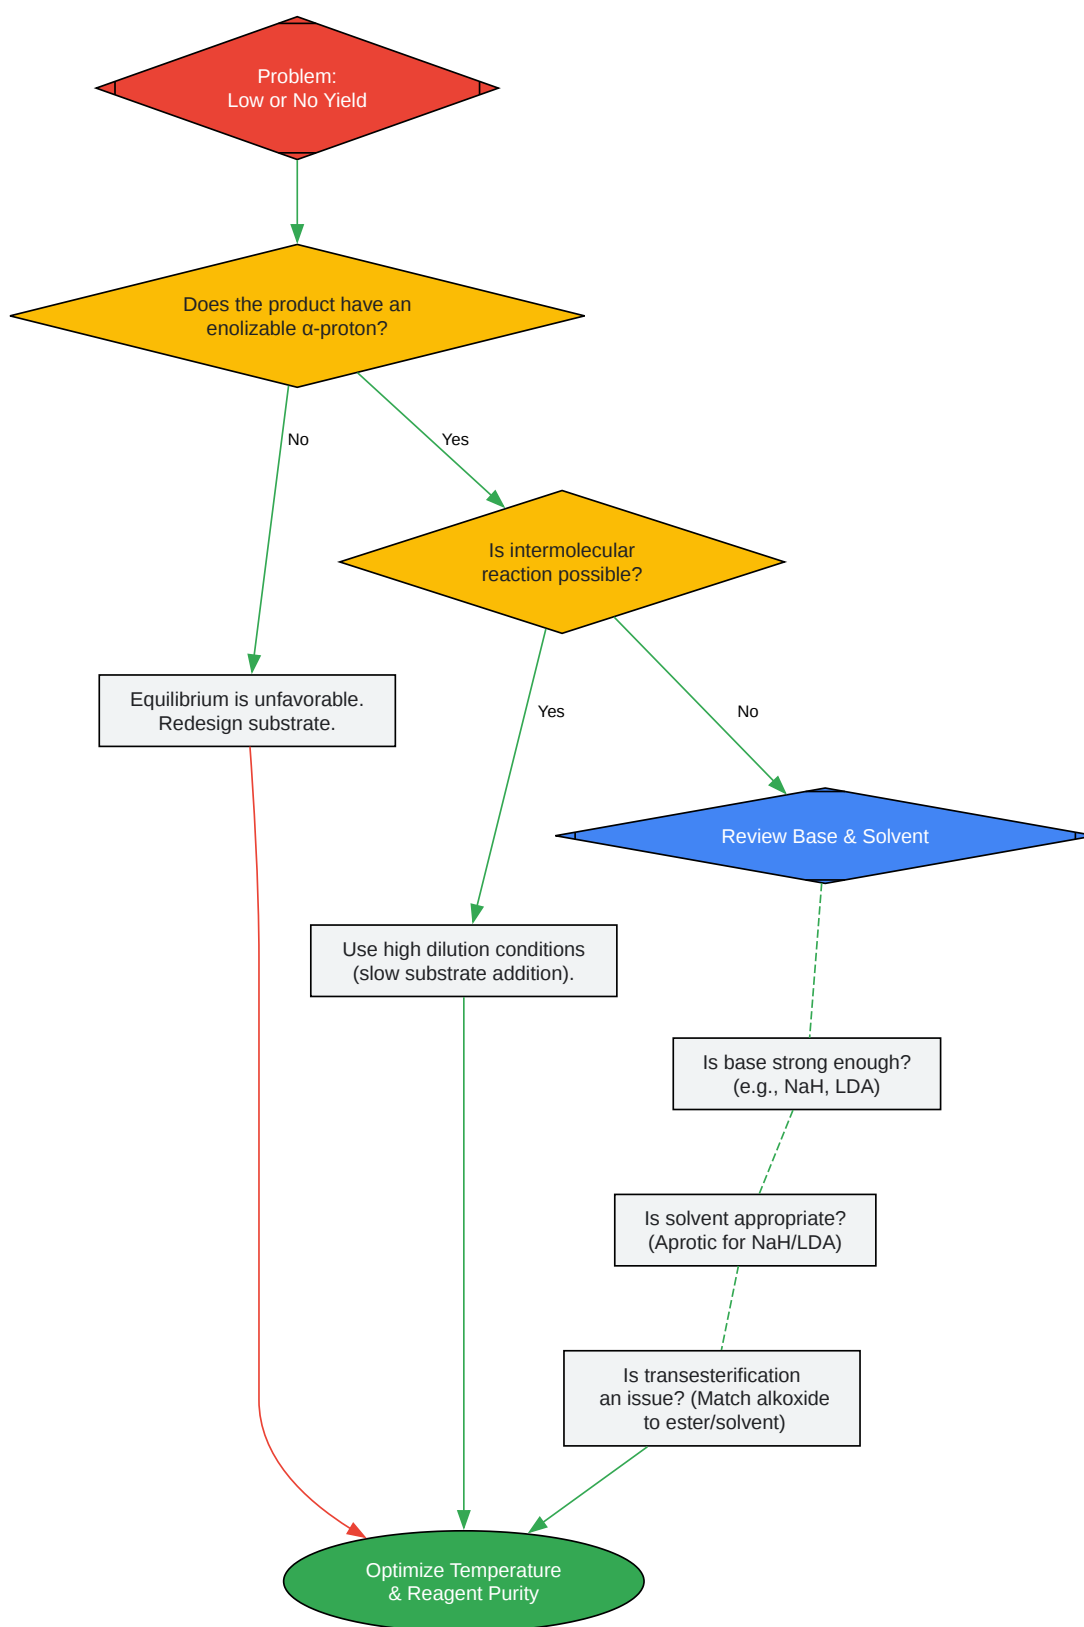 Problem:
Low or No Yield
Does the product have an
enolizable α-proton?
No
Yes
Is intermolecular
reaction possible?
Equilibrium is unfavorable.
Redesign substrate.
Yes
No
Review Base & Solvent
Use high dilution conditions
(slow substrate addition).
Is base strong enough?
(e.g., NaH, LDA)
Is solvent appropriate?
(Aprotic for NaH/LDA)
Is transesterification
an issue? (Match alkoxide
to ester/solvent)
Optimize Temperature
& Reagent Purity